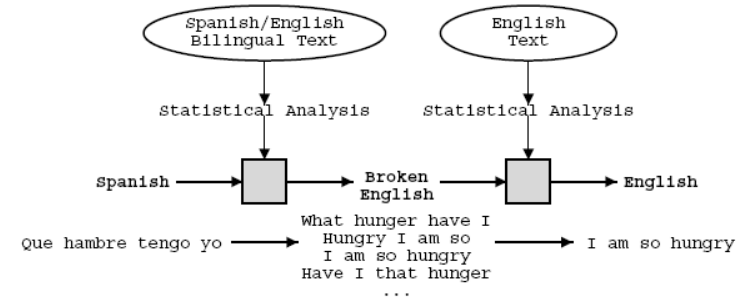 Spanish/English
Bilingual Text
English
Text
Statistical Analysis
Statistical Analysis
Spanish
Broken
English
English
Que hambre tengo yo
What hunger have I
Hungry I am so
I am so hungry
Have I that hunger
...
I am so hungry